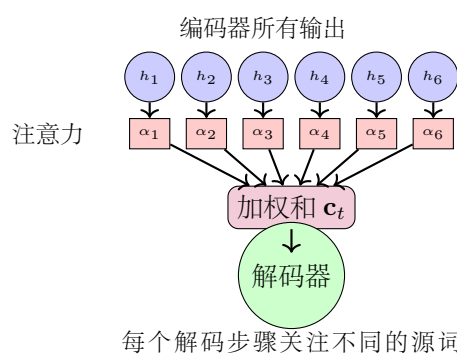 编码器所有输出
h₁ h₂ h₃ h₄ h₅ h₆
注意力 α₁ α₂ α₃ α₄ α₅ α₆
加权和 cₜ
解码器
每个解码步骤关注不同的源词